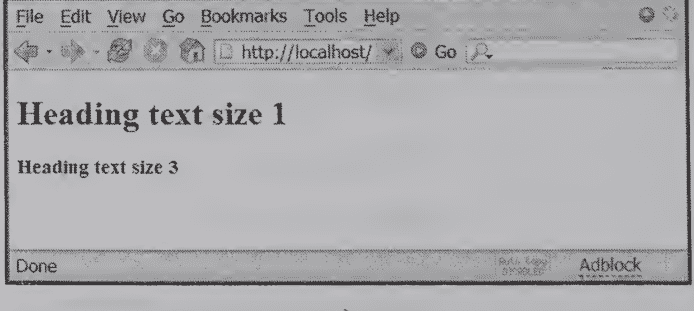 File Edit View Go Bookmarks Tools Help
http://localhost/ Go
Heading text size 1
Heading text size 3
Done Adblock